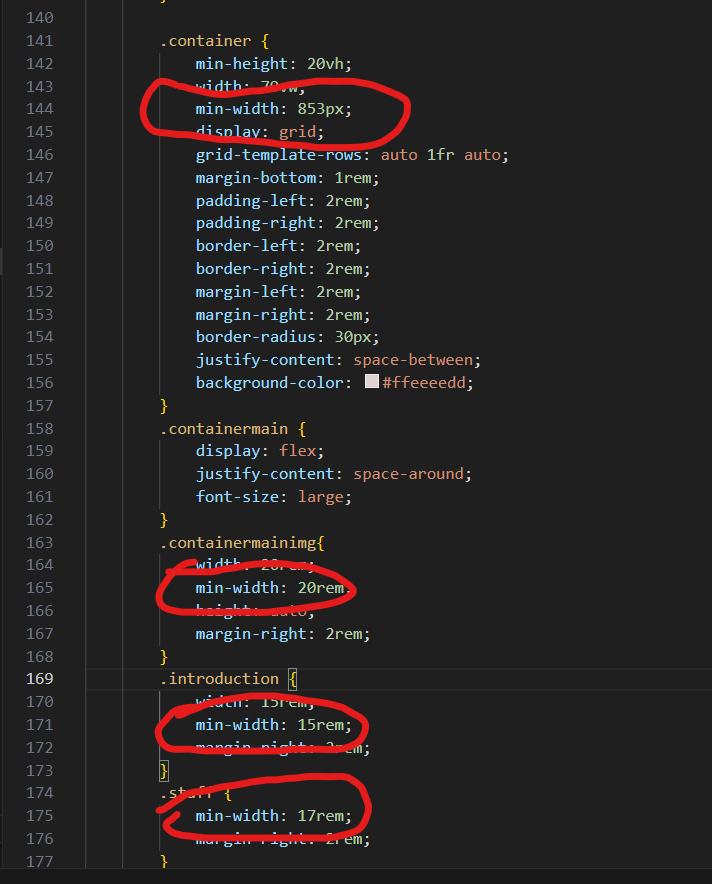 140
141 .container {
142 min-height: 20vh;
143 width: 70vw;
144 min-width: 853px;
145 display: grid;
146 grid-template-rows: auto 1fr auto;
147 margin-bottom: 1rem;
148 padding-left: 2rem;
149 padding-right: 2rem;
150 border-left: 2rem;
151 border-right: 2rem;
152 margin-left: 2rem;
153 margin-right: 2rem;
154 border-radius: 30px;
155 justify-content: space-between;
156 background-color: #ffeeeedd;
157 }
158 .containermain {
159 display: flex;
160 justify-content: space-around;
161 font-size: large;
162 }
163 .containermainimg{
164 width: 20rem;
165 min-width: 20rem
166 height: auto;
167 margin-right: 2rem;
168 }
169 .introduction {
170 width: 15rem;
171 min-width: 15rem;
172 margin-right: 2rem;
173 }
174 .staff {
175 min-width: 17rem;
176 margin-right: 2rem;
177 }